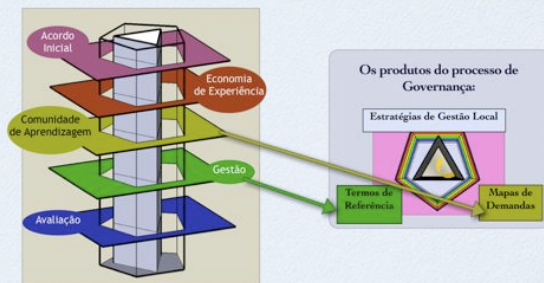 Acordo
Inicial
Economia
de Experiência
Comunidade
de Aprendizagem
Gestão
Avaliação
Os produtos do processo de
Governança:
Estratégias de Gestão Local
Termos de
Referência
Mapas de
Demandas